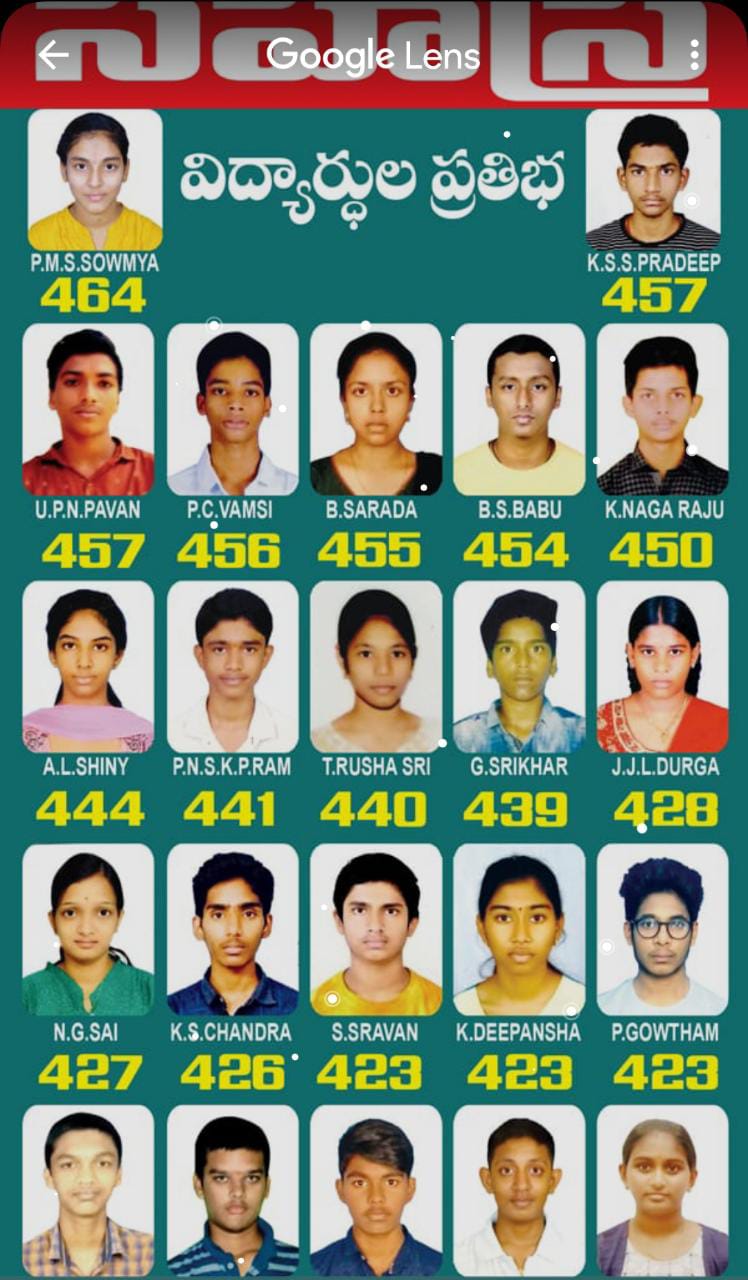 Google Lens
విద్యార్ధుల ప్రతిభ
P.M.S.SOWMYA K.S.S.PRADEEP
464 457
U.P.N.PAVAN P.C.VAMSI B.SARADA B.S.BABU K.NAGA RAJU
457 456 455 454 450
A.L.SHINY P.N.S.K.P.RAM T.RUSHA SRI G.SRIKHAR J.J.L.DURGA
444 441 440 439 428
N.G.SAI K.S.CHANDRA S.SRAVAN K.DEEPANSHA P.GOWTHAM
427 426 423 423 423